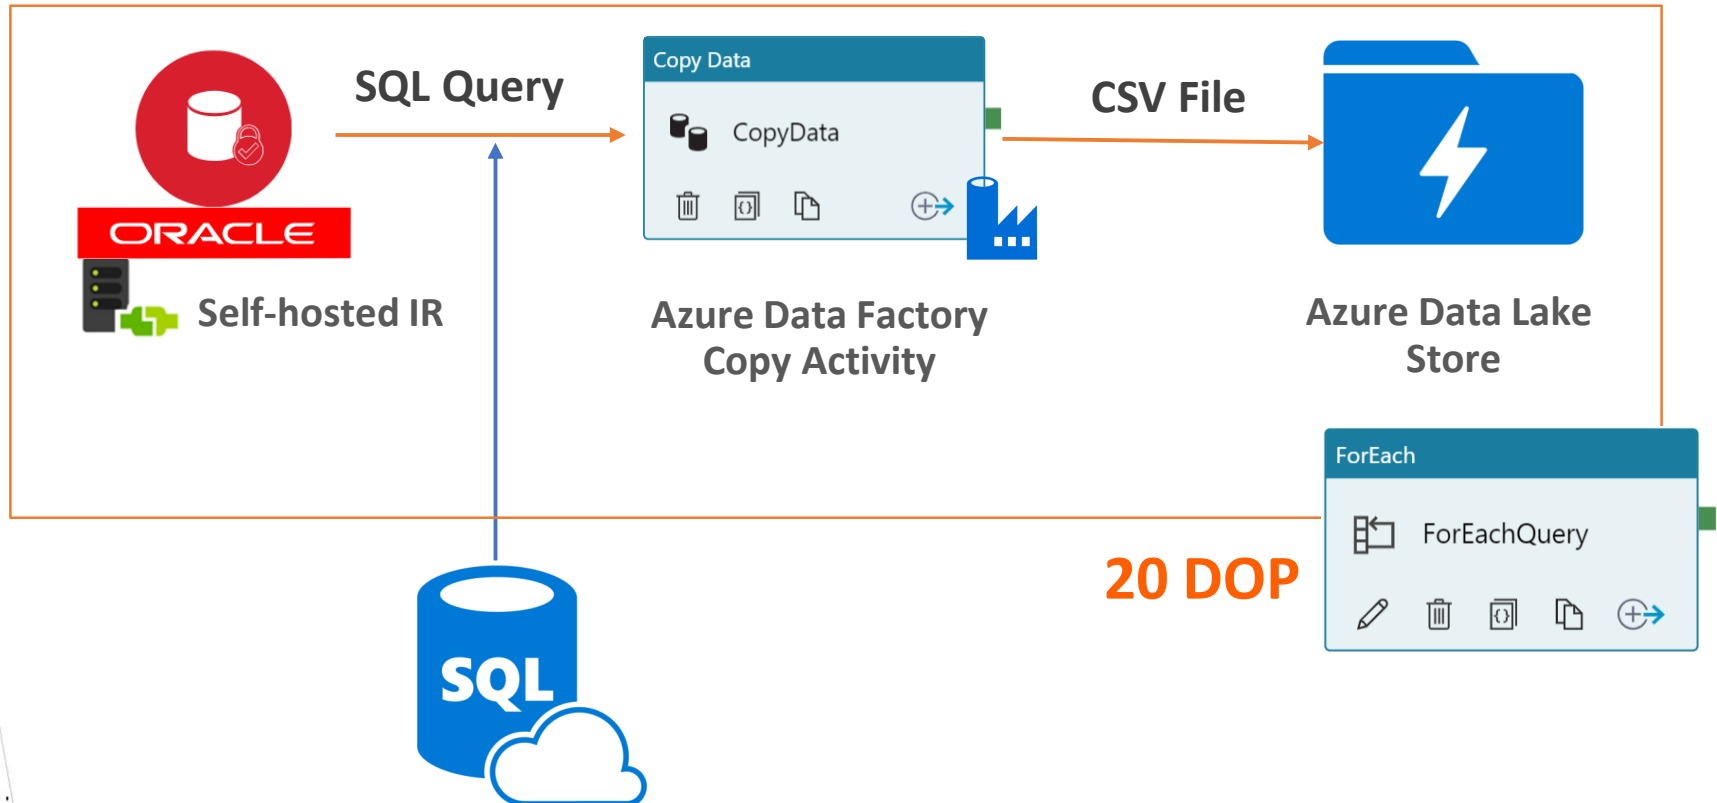 Copy Data
SQL Query
CSV File
CopyData
ORACLE
Self-hosted IR
Azure Data Factory
Copy Activity
Azure Data Lake
Store
ForEach
ForEachQuery
20 DOP
SQL